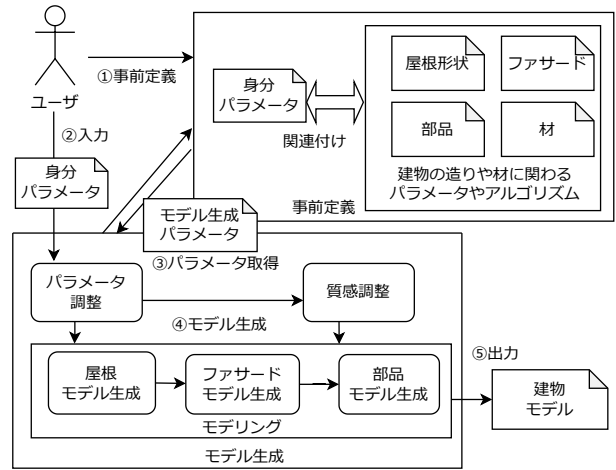 ユーザ
①事前定義
身分
パラメータ
関連付け
屋根形状
ファサード
部品
材
建物の造りや材に関わる
パラメータやアルゴリズム
事前定義
②入力
身分
パラメータ
モデル生成
パラメータ
③パラメータ取得
パラメータ
調整
質感調整
④モデル生成
屋根
モデル生成
ファサード
モデル生成
部品
モデル生成
モデリング
モデル生成
⑤出力
建物
モデル